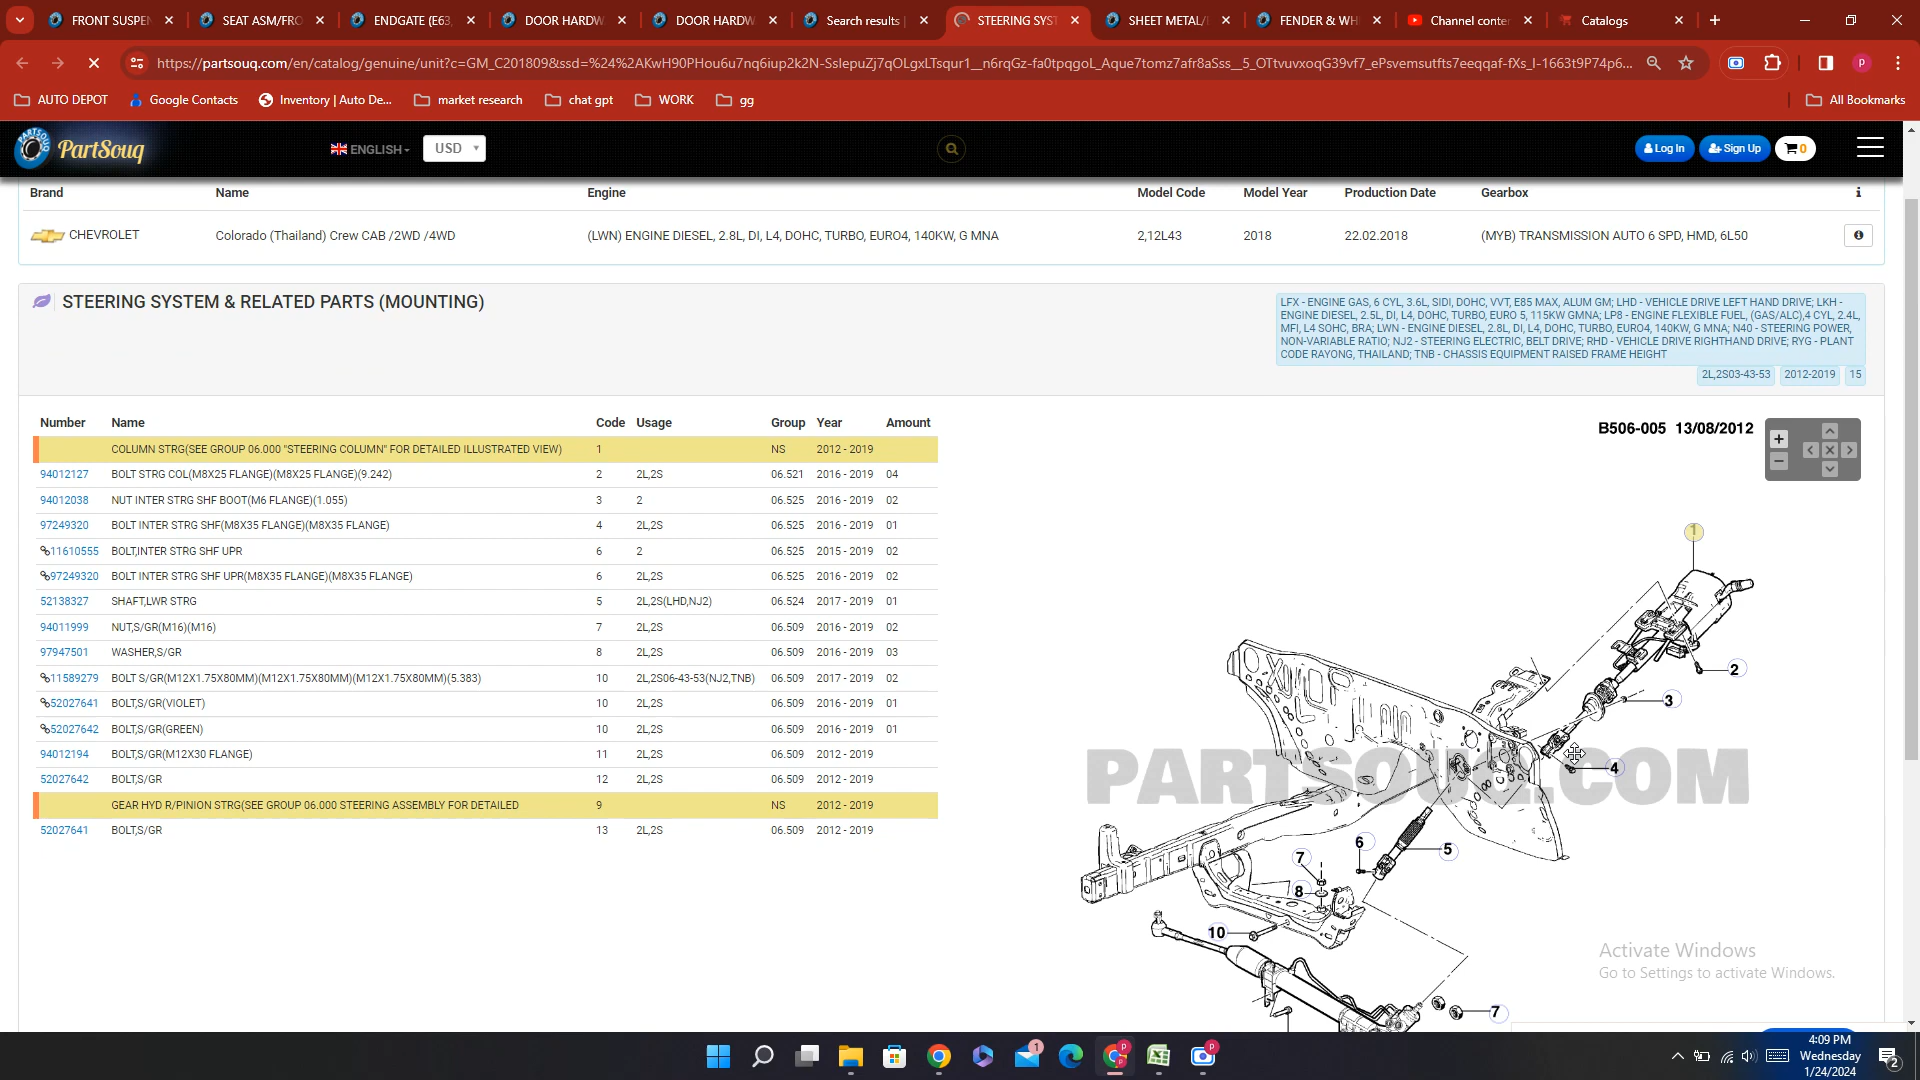 FRONT SUSPEN
SEAT ASM/FRO
ENDGATE (E63,
DOOR HARDW
DOOR HARDW
Search results |
STEERING SYST
SHEET METAL/
FENDER & WH
Channel conter
Catalogs
https://partsouq.com/en/catalog/genuine/unit?c=GM_C201809&ssd=%24%2AKwH90PHou6u7nq6iup2k2N-SslepuZj7qOLgxLTsqur1__n6rqGz-fa0tpqgoL_Aque7tomz7afr8aSss__5_OTtvuvxoqG39vf7_ePsvemsutfts7eeqqaf-fXs_I-1663t9P74p6...
AUTO DEPOT
Google Contacts
Inventory | Auto De...
market research
chat gpt
WORK
gg
All Bookmarks
PARTSOUQ
PartSouq
ENGLISH
USD
Log In
Sign Up
0
Brand Name Engine Model Code Model Year Production Date Gearbox
CHEVROLET Colorado (Thailand) Crew CAB /2WD /4WD (LWN) ENGINE DIESEL, 2.8L, DI, L4, DOHC, TURBO, EURO4, 140KW, G MNA 2,12L43 2018 22.02.2018 (MYB) TRANSMISSION AUTO 6 SPD, HMD, 6L50
STEERING SYSTEM & RELATED PARTS (MOUNTING)
LFX - ENGINE GAS, 6 CYL, 3.6L, SIDI, DOHC, VVT, E85 MAX, ALUM GM; LHD - VEHICLE DRIVE LEFT HAND DRIVE; LKH -
ENGINE DIESEL, 2.5L, DI, L4, DOHC, TURBO, EURO 5, 115KW GMNA; LP8 - ENGINE FLEXIBLE FUEL, (GAS/ALC),4 CYL, 2.4L,
MFI, L4 SOHC, BRA; LWN - ENGINE DIESEL, 2.8L, DI, L4, DOHC, TURBO, EURO4, 140KW, G MNA; N40 - STEERING POWER,
NON-VARIABLE RATIO; NJ2 - STEERING ELECTRIC, BELT DRIVE; RHD - VEHICLE DRIVE RIGHTHAND DRIVE; RYG - PLANT
CODE RAYONG, THAILAND; TNB - CHASSIS EQUIPMENT RAISED FRAME HEIGHT
2L,2S03-43-53 2012-2019 15
Number Name Code Usage Group Year Amount
COLUMN STRG(SEE GROUP 06.000 "STEERING COLUMN" FOR DETAILED ILLUSTRATED VIEW) 1 NS 2012 - 2019
94012127 BOLT STRG COL(M8X25 FLANGE)(M8X25 FLANGE)(9.242) 2 2L,2S 06.521 2016 - 2019 04
94012038 NUT INTER STRG SHF BOOT(M6 FLANGE)(1.055) 3 2 06.525 2016 - 2019 02
97249320 BOLT INTER STRG SHF(M8X35 FLANGE)(M8X35 FLANGE) 4 2L,2S 06.525 2016 - 2019 01
11610555 BOLT,INTER STRG SHF UPR 6 2 06.525 2015 - 2019 02
97249320 BOLT INTER STRG SHF UPR(M8X35 FLANGE)(M8X35 FLANGE) 6 2L,2S 06.525 2016 - 2019 02
52138327 SHAFT,LWR STRG 5 2L,2S(LHD,NJ2) 06.524 2017 - 2019 01
94011999 NUT,S/GR(M16)(M16) 7 2L,2S 06.509 2016 - 2019 02
97947501 WASHER,S/GR 8 2L,2S 06.509 2016 - 2019 03
11589279 BOLT S/GR(M12X1.75X80MM)(M12X1.75X80MM)(M12X1.75X80MM)(5.383) 10 2L,2S06-43-53(NJ2,TNB) 06.509 2017 - 2019 02
52027641 BOLT,S/GR(VIOLET) 10 2L,2S 06.509 2016 - 2019 01
52027642 BOLT,S/GR(GREEN) 10 2L,2S 06.509 2016 - 2019 01
94012194 BOLT,S/GR(M12X30 FLANGE) 11 2L,2S 06.509 2012 - 2019
52027642 BOLT,S/GR 12 2L,2S 06.509 2012 - 2019
GEAR HYD R/PINION STRG(SEE GROUP 06.000 STEERING ASSEMBLY FOR DETAILED 9 NS 2012 - 2019
52027641 BOLT,S/GR 13 2L,2S 06.509 2012 - 2019
B506-005 13/08/2012
1
2
3
4
PARTSOUQ.COM
6
5
7
8
10
7
Activate Windows
Go to Settings to activate Windows.
4:09 PM
Wednesday
1/24/2024